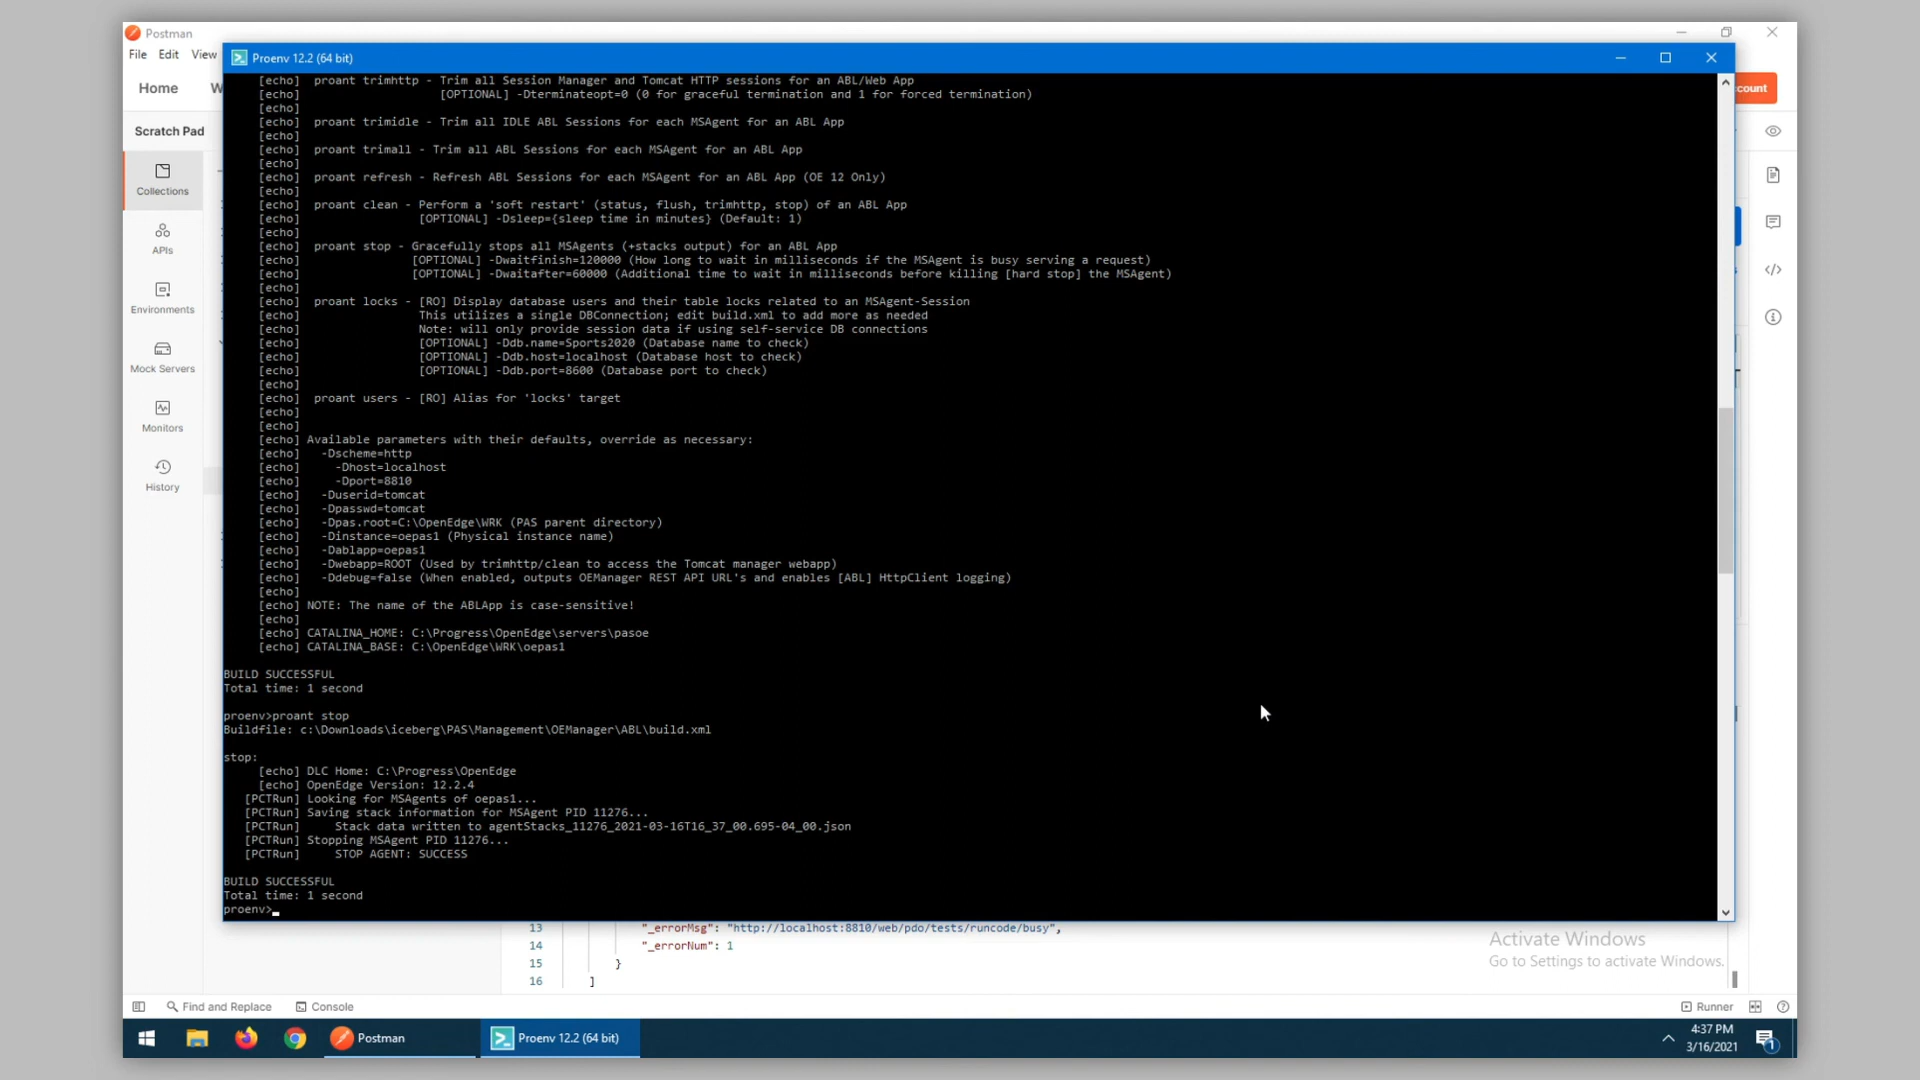 Postman
File Edit View
Proenv 12.2 (64 bit)
Home W
count
Scratch Pad
Collections
APIs
Environments
Mock Servers
Monitors
History
[echo] proant trimhttp - Trim all Session Manager and Tomcat HTTP sessions for an ABL/Web App
[echo] [OPTIONAL] -Dterminateopt=0 (0 for graceful termination and 1 for forced termination)
[echo]
[echo] proant trimidle - Trim all IDLE ABL Sessions for each MSAgent for an ABL App
[echo]
[echo] proant trimall - Trim all ABL Sessions for each MSAgent for an ABL App
[echo]
[echo] proant refresh - Refresh ABL Sessions for each MSAgent for an ABL App (OE 12 Only)
[echo]
[echo] proant clean - Perform a 'soft restart' (status, flush, trimhttp, stop) of an ABL App
[echo] [OPTIONAL] -Dsleep={sleep time in minutes} (Default: 1)
[echo]
[echo] proant stop - Gracefully stops all MSAgents (+stacks output) for an ABL App
[echo] [OPTIONAL] -Dwaitfinish=120000 (How long to wait in milliseconds if the MSAgent is busy serving a request)
[echo] [OPTIONAL] -Dwaitafter=60000 (Additional time to wait in milliseconds before killing [hard stop] the MSAgent)
[echo]
[echo] proant locks - [RO] Display database users and their table locks related to an MSAgent-Session
[echo] This utilizes a single DBConnection; edit build.xml to add more as needed
[echo] Note: will only provide session data if using self-service DB connections
[echo] [OPTIONAL] -Ddb.name=Sports2020 (Database name to check)
[echo] [OPTIONAL] -Ddb.host=localhost (Database host to check)
[echo] [OPTIONAL] -Ddb.port=8600 (Database port to check)
[echo]
[echo] proant users - [RO] Alias for 'locks' target
[echo]
[echo]
[echo] Available parameters with their defaults, override as necessary:
[echo] -Dscheme=http
[echo] -Dhost=localhost
[echo] -Dport=8810
[echo] -Duserid=tomcat
[echo] -Dpasswd=tomcat
[echo] -Dpas.root=C:\OpenEdge\WRK (PAS parent directory)
[echo] -Dinstance=oepas1 (Physical instance name)
[echo] -Dablapp=oepas1
[echo] -Dwebapp=ROOT (Used by trimhttp/clean to access the Tomcat manager webapp)
[echo] -Ddebug=false (When enabled, outputs OEManager REST API URL's and enables [ABL] HttpClient logging)
[echo]
[echo] NOTE: The name of the ABLApp is case-sensitive!
[echo]
[echo] CATALINA_HOME: C:\Progress\OpenEdge\servers\pasoe
[echo] CATALINA_BASE: C:\OpenEdge\WRK\oepas1
BUILD SUCCESSFUL
Total time: 1 second
proenv>proant stop
Buildfile: c:\Downloads\iceberg\PAS\Management\OEManager\ABL\build.xml
stop:
[echo] DLC Home: C:\Progress\OpenEdge
[echo] OpenEdge Version: 12.2.4
[PCTRun] Looking for MSAgents of oepas1...
[PCTRun] Saving stack information for MSAgent PID 11276...
[PCTRun] Stack data written to agentStacks_11276_2021-03-16T16_37_00.695-04_00.json
[PCTRun] Stopping MSAgent PID 11276...
[PCTRun] STOP AGENT: SUCCESS
BUILD SUCCESSFUL
Total time: 1 second
proenv>
13 "_errorMsg": "http://localhost:8810/web/pdo/tests/runcode/busy",
14 "_errorNum": 1
15 }
16 ]
Activate Windows
Go to Settings to activate Windows.
Find and Replace Console Runner
Postman Proenv 12.2 (64 bit)
4:37 PM
3/16/2021
1